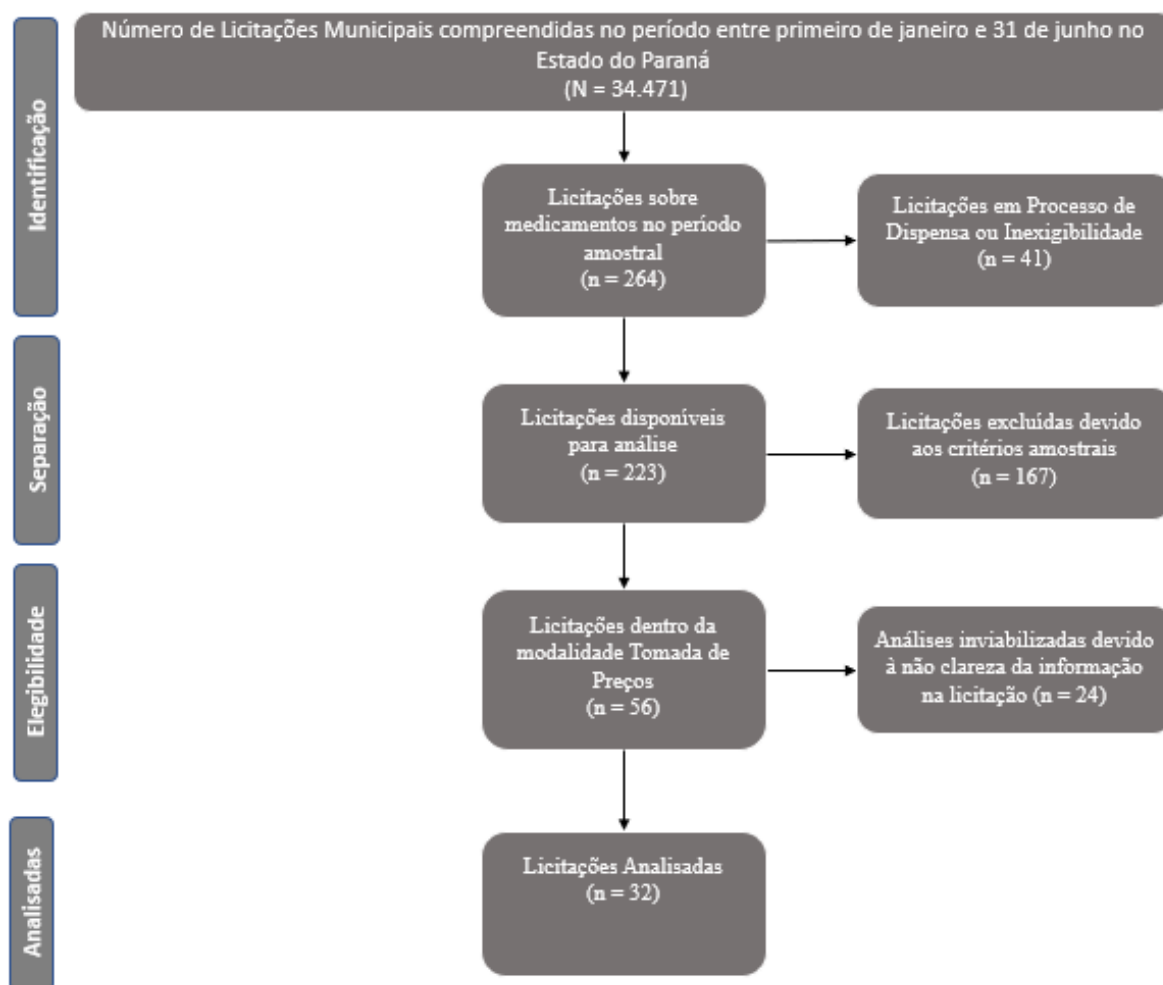 Identificação
Número de Licitações Municipais compreendidas no período entre primeiro de janeiro e 31 de junho no
Estado do Paraná
(N = 34.471)
Licitações sobre
medicamentos no período
amostral
(n = 264)
Licitações em Processo de
Dispensa ou Inexigibilidade
(n = 41)
Separação
Licitações disponíveis
para análise
(n = 223)
Licitações excluídas devido
aos critérios amostrais
(n = 167)
Elegibilidade
Licitações dentro da
modalidade Tomada de
Preços
(n = 56)
Análises inviabilizadas devido
à não clareza da informação
na licitação (n = 24)
Analisadas
Licitações Analisadas
(n = 32)